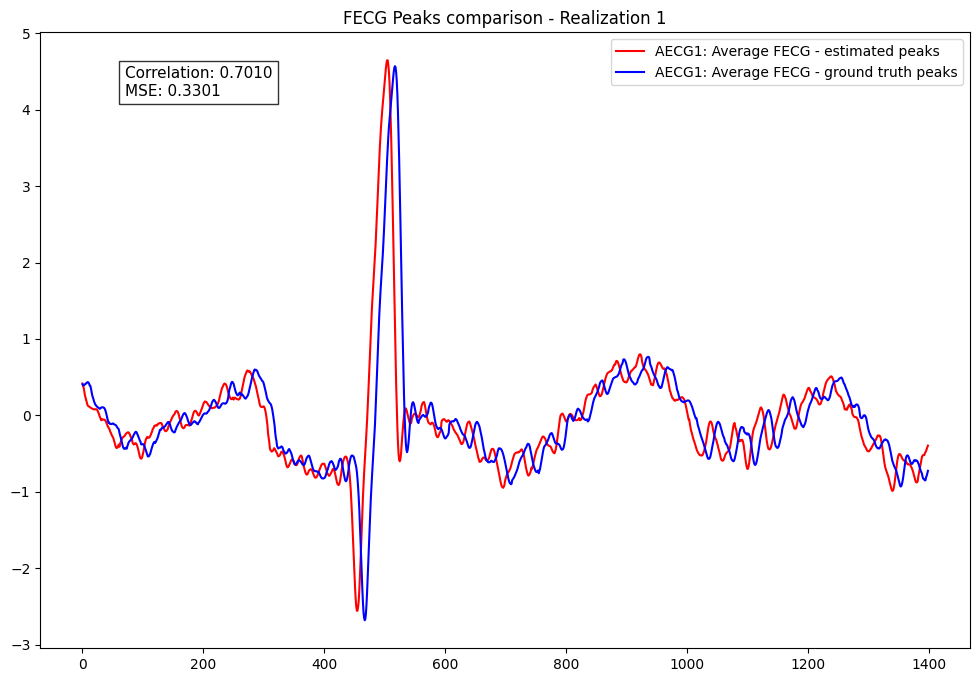 FECG Peaks comparison - Realization 1
AECG1: Average FECG - estimated peaks
AECG1: Average FECG - ground truth peaks
Correlation: 0.7010
MSE: 0.3301
5
4
3
2
1
0
−1
−2
−3
0 200 400 600 800 1000 1200 1400